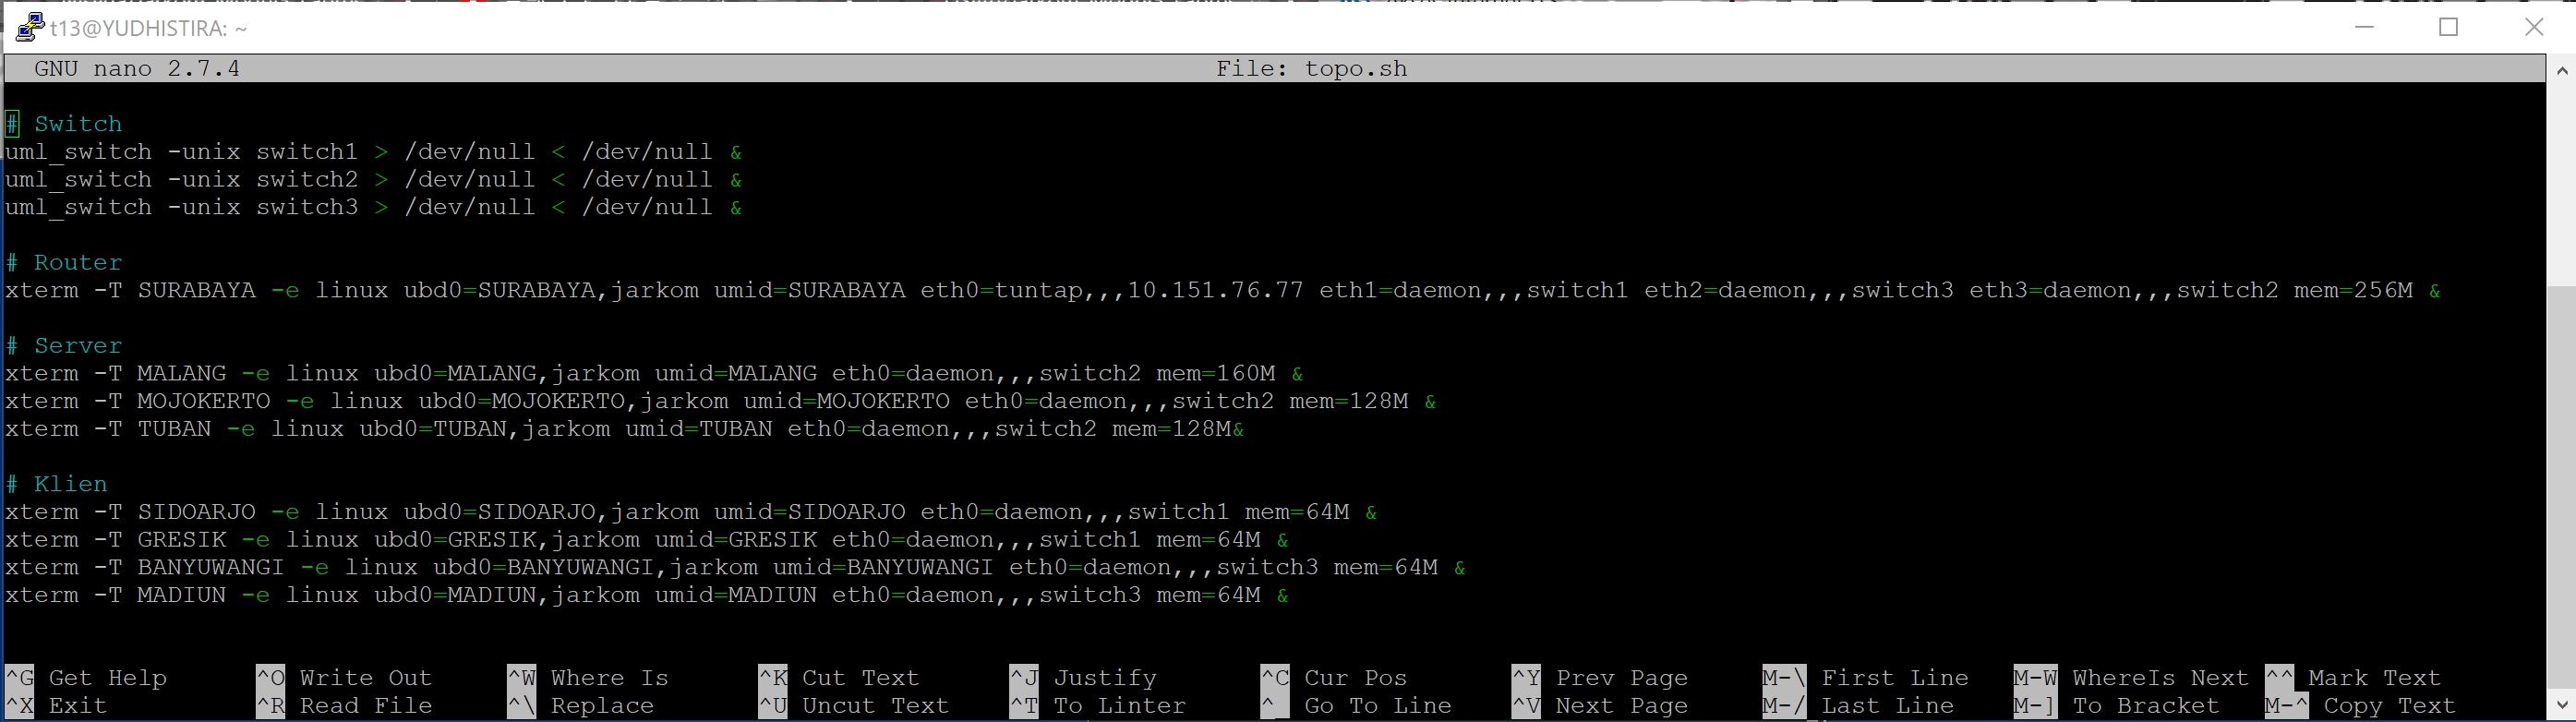 t13@YUDHISTIRA: ~
GNU nano 2.7.4 File: topo.sh
# Switch
uml_switch -unix switch1 > /dev/null < /dev/null &
uml_switch -unix switch2 > /dev/null < /dev/null &
uml_switch -unix switch3 > /dev/null < /dev/null &
# Router
xterm -T SURABAYA -e linux ubd0=SURABAYA,jarkom umid=SURABAYA eth0=tuntap,,,10.151.76.77 eth1=daemon,,,switch1 eth2=daemon,,,switch3 eth3=daemon,,,switch2 mem=256M &
# Server
xterm -T MALANG -e linux ubd0=MALANG,jarkom umid=MALANG eth0=daemon,,,switch2 mem=160M &
xterm -T MOJOKERTO -e linux ubd0=MOJOKERTO,jarkom umid=MOJOKERTO eth0=daemon,,,switch2 mem=128M &
xterm -T TUBAN -e linux ubd0=TUBAN,jarkom umid=TUBAN eth0=daemon,,,switch2 mem=128M&
# Klien
xterm -T SIDOARJO -e linux ubd0=SIDOARJO,jarkom umid=SIDOARJO eth0=daemon,,,switch1 mem=64M &
xterm -T GRESIK -e linux ubd0=GRESIK,jarkom umid=GRESIK eth0=daemon,,,switch1 mem=64M &
xterm -T BANYUWANGI -e linux ubd0=BANYUWANGI,jarkom umid=BANYUWANGI eth0=daemon,,,switch3 mem=64M &
xterm -T MADIUN -e linux ubd0=MADIUN,jarkom umid=MADIUN eth0=daemon,,,switch3 mem=64M &
^G Get Help ^O Write Out ^W Where Is ^K Cut Text ^J Justify ^C Cur Pos ^Y Prev Page M-\ First Line M-W WhereIs Next ^^ Mark Text
^X Exit ^R Read File ^\ Replace ^U Uncut Text ^T To Linter ^_ Go To Line ^V Next Page M-/ Last Line M-] To Bracket M-^ Copy Text